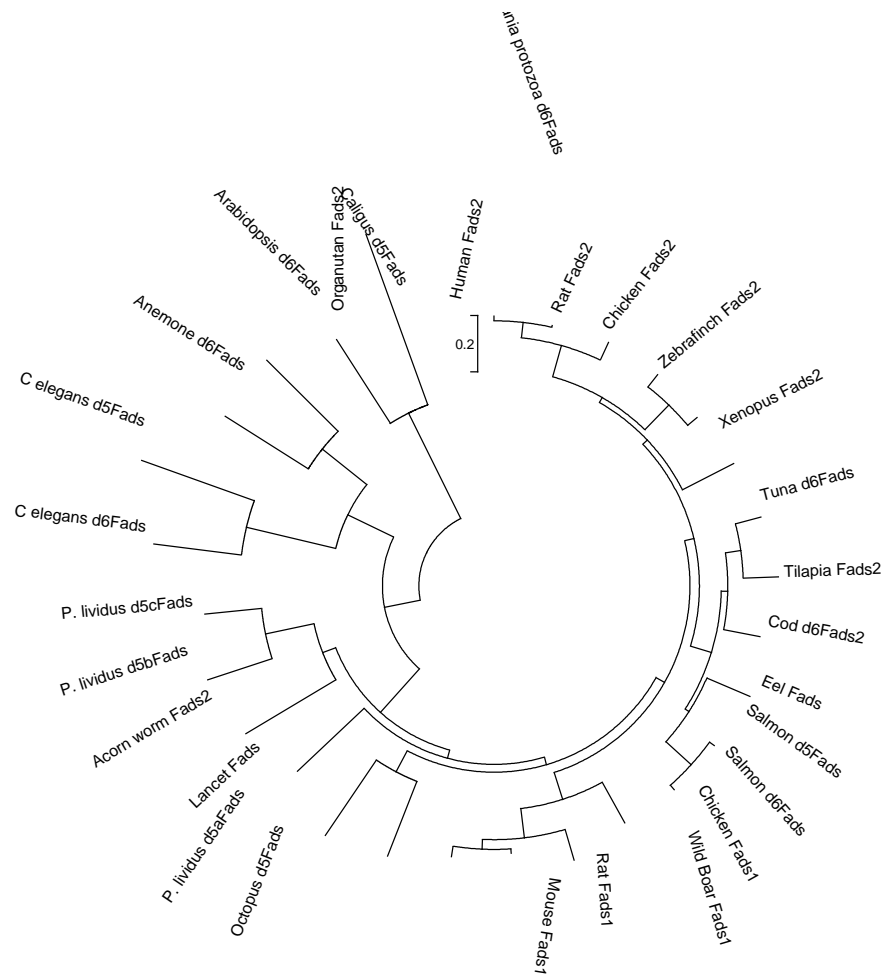 protozoa d6Fads
Human Fads2
Rat Fads2
Chicken Fads2
Zebrafinch Fads2
Xenopus Fads2
Tuna d6Fads
Tilapia Fads2
Cod d6Fads2
Eel Fads
Salmon d5Fads
Salmon d6Fads
Chicken Fads1
Wild Boar Fads1
Rat Fads1
Mouse Fads1
Octopus d5Fads
P. lividus d5aFads
Lancet Fads
Acorn worm Fads2
P. lividus d5bFads
P. lividus d5cFads
C elegans d6Fads
C elegans d5Fads
Anemone d6Fads
Arabidopsis d6Fads
Organutan Fads2
Caligus d5Fads
0.2